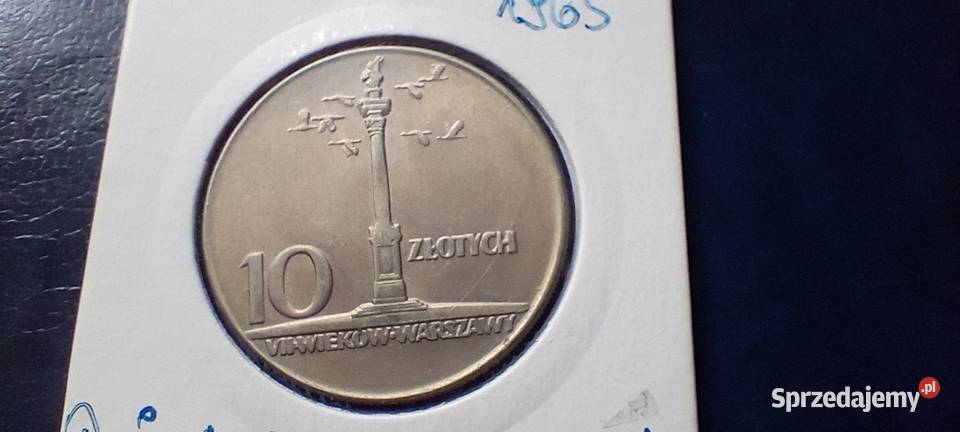 1965
10
ZŁOTYCH
VII·WIEKÓW·WARSZAWY
Sprzedajemy.pl